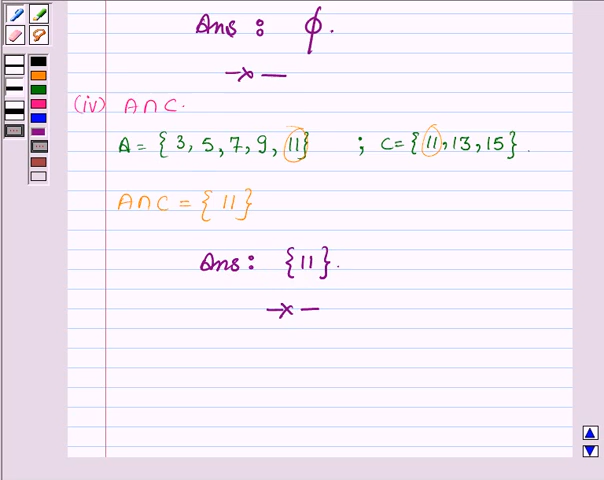 Ans : ϕ.
(iv) A∩C.
A = { 3, 5, 7, 9, 11} ; C = { 11, 13, 15 } .
A∩C = { 11 }
Ans : {11}.